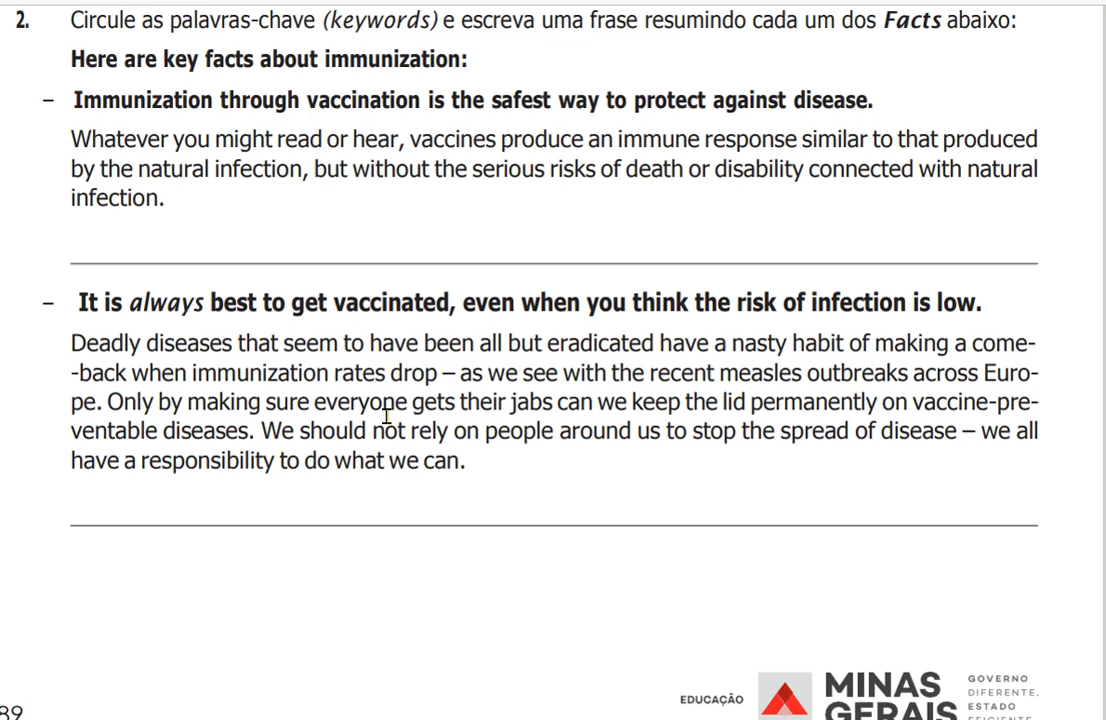 2. Circule as palavras-chave (keywords) e escreva uma frase resumindo cada um dos Facts abaixo:
Here are key facts about immunization:
– Immunization through vaccination is the safest way to protect against disease.
Whatever you might read or hear, vaccines produce an immune response similar to that produced
by the natural infection, but without the serious risks of death or disability connected with natural
infection.
– It is always best to get vaccinated, even when you think the risk of infection is low.
Deadly diseases that seem to have been all but eradicated have a nasty habit of making a come-
-back when immunization rates drop – as we see with the recent measles outbreaks across Euro-
pe. Only by making sure everyone gets their jabs can we keep the lid permanently on vaccine-pre-
ventable diseases. We should not rely on people around us to stop the spread of disease – we all
have a responsibility to do what we can.
89
EDUCAÇÃO
MINAS
GERAIS
GOVERNO
DIFERENTE.
ESTADO
EFICIENTE.